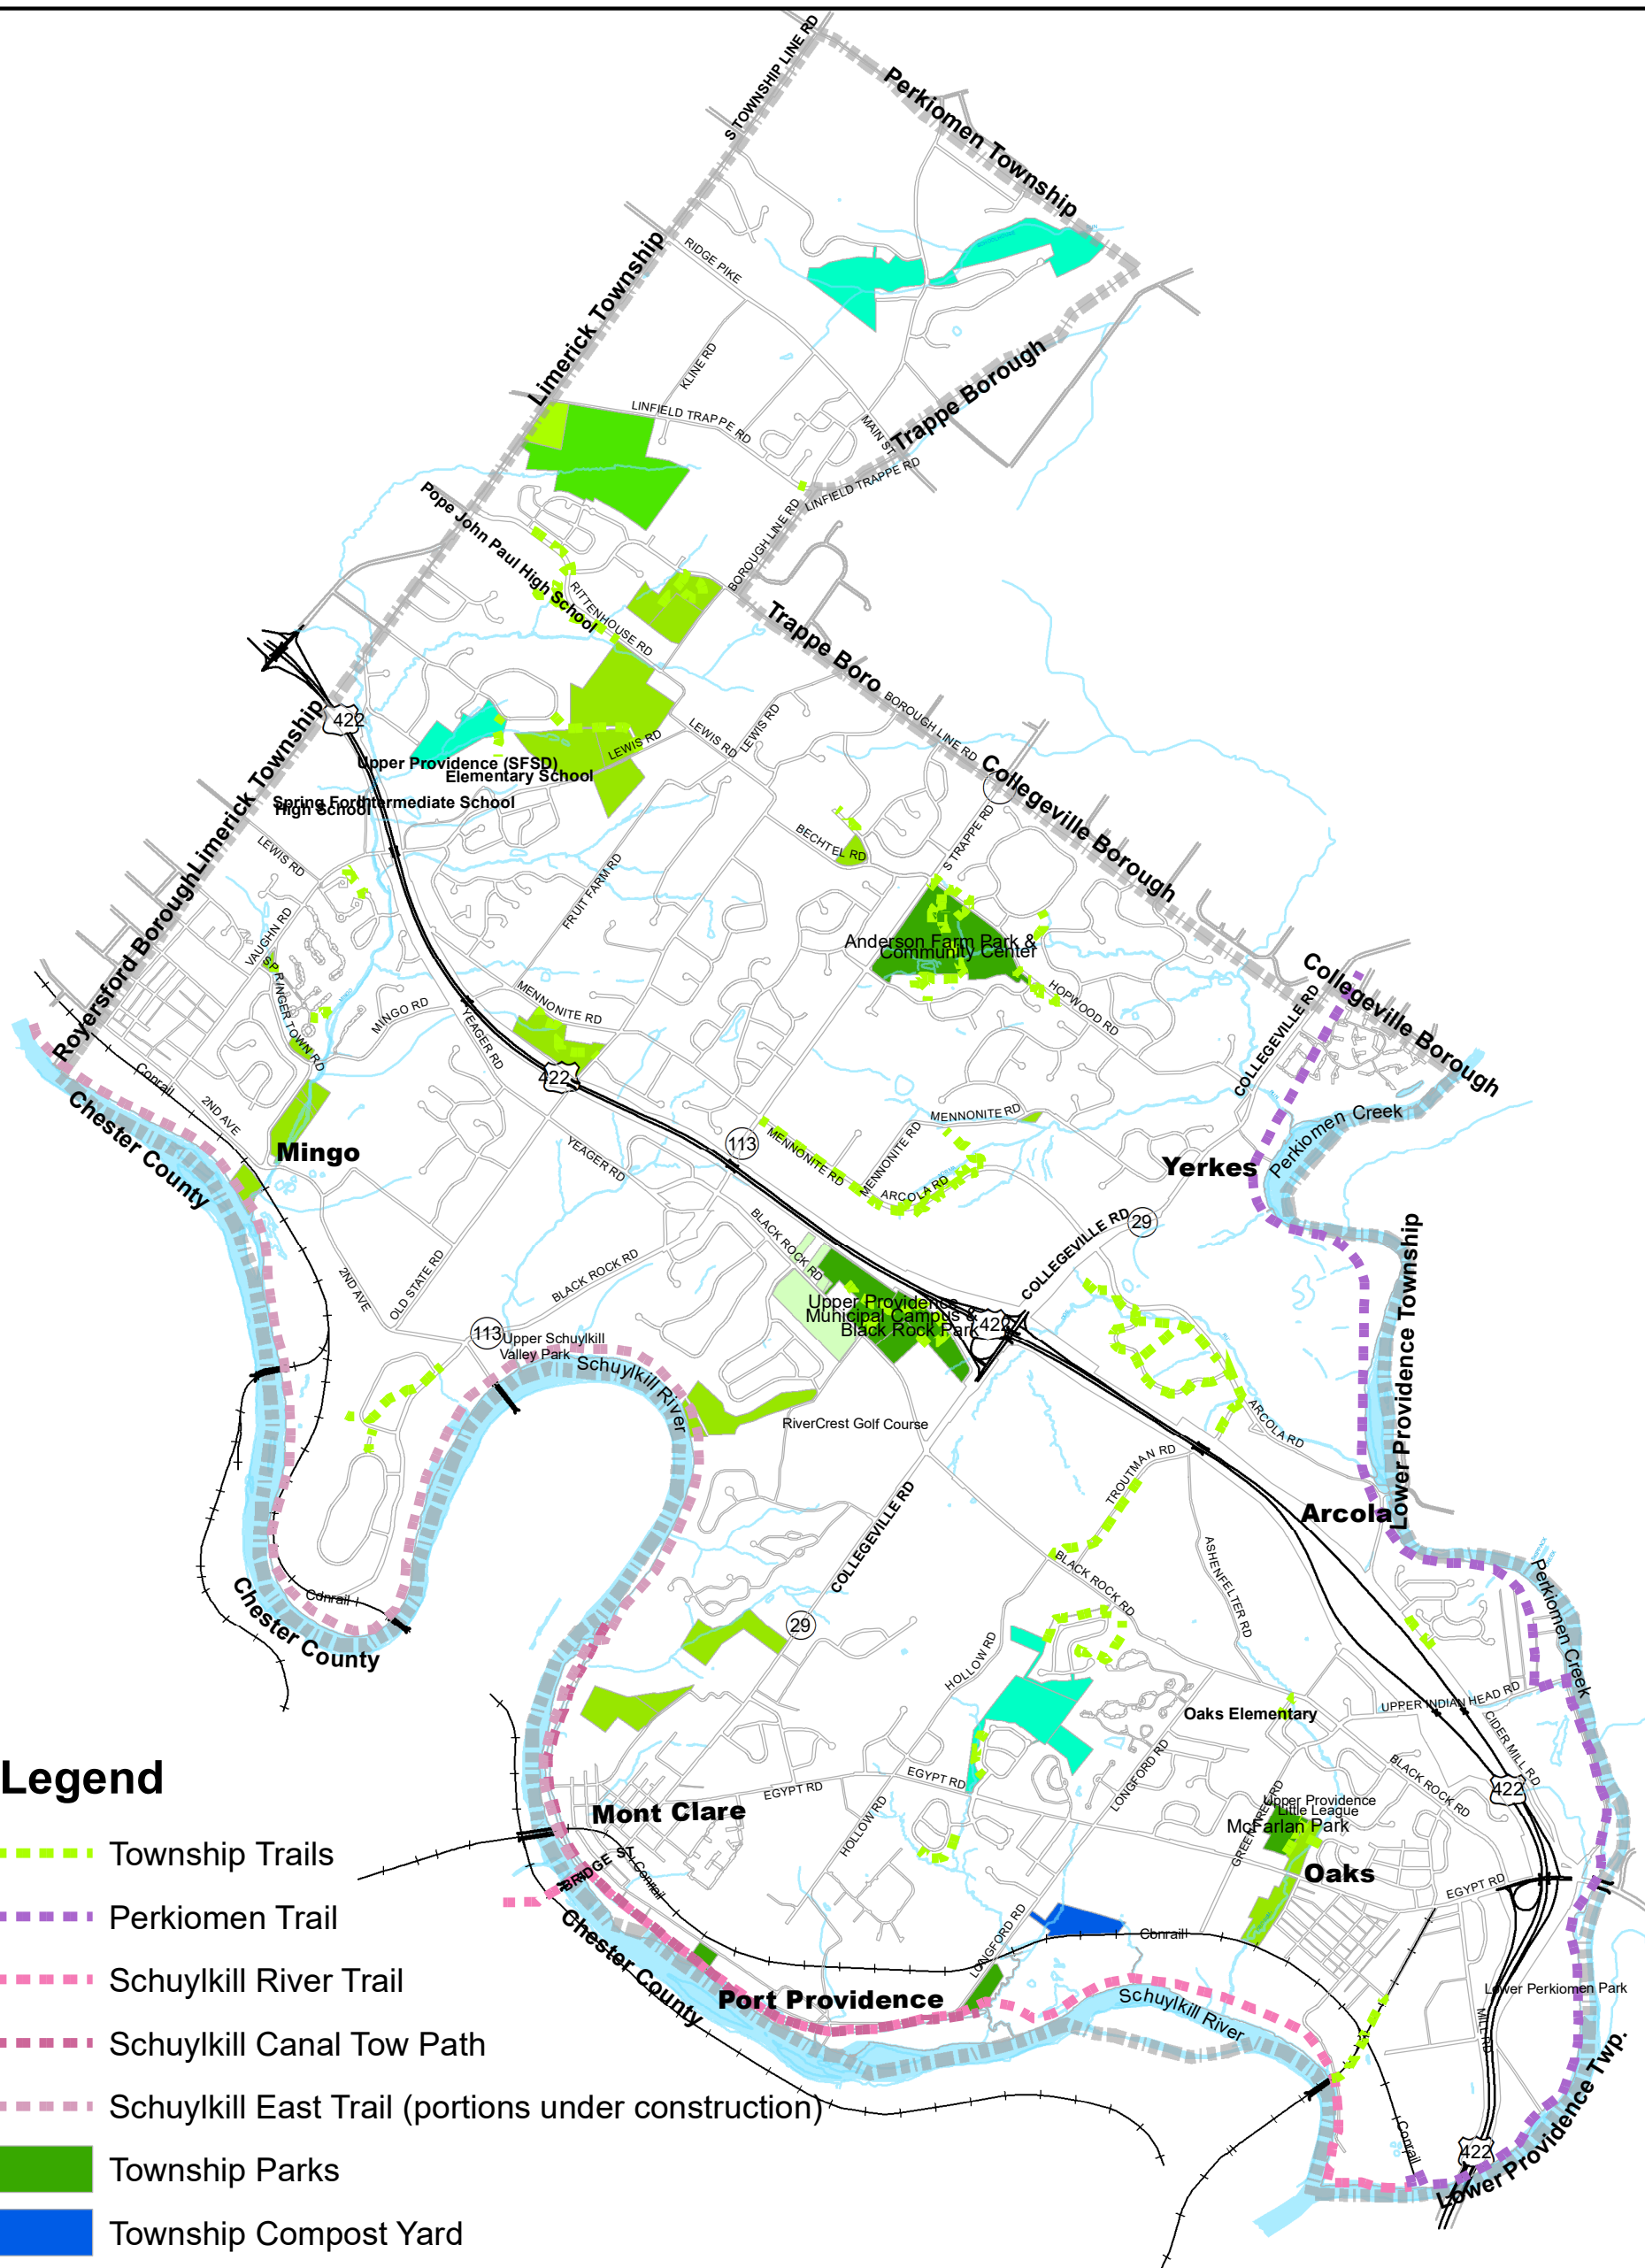 S TOWNSHIP LINE RD
Perkiomen Township
Limerick Township
RIDGE PIKE
KLINE RD
LINFIELD TRAPPE RD
MAIN ST
Trappe Borough
LINFIELD TRAPPE RD
BOROUGH LINE RD
Pope John Paul High School
RITTENHOUSE RD
Trappe Boro
BOROUGH LINE RD
422
Limerick Township
LEWIS RD
LEWIS RD
LEWIS RD
Upper Providence (SFSD)
Elementary School
Spring Ford
Intermediate School
High School
Collegeville Borough
S TRAPPE RD
BECHTEL RD
LEWIS RD
FRUIT FARM RD
VAUGHN RD
Royersford Borough
SPRINGER TOWN RD
MINGO RD
YEAGER RD
MENNONITE RD
422
Anderson Farm Park &
Community Center
HOPWOOD RD
COLLEGEVILLE RD
Collegeville Borough
Conrail
2ND AVE
Chester County
Mingo
YEAGER RD
113
MENNONITE RD
MENNONITE RD
MENNONITE RD
ARCOLA RD
Perkiomen Creek
Yerkes
29
COLLEGEVILLE RD
Lower Providence Township
BLACK ROCK RD
BLACK ROCK RD
2ND AVE
OLD STATE RD
113
Upper Schuylkill
Valley Park
Schuylkill River
Upper Providence
Municipal Campus &
Black Rock Park
422
RiverCrest Golf Course
ARCOLA RD
TROUTMAN RD
Arcola
COLLEGEVILLE RD
BLACK ROCK RD
ASHENFELTER RD
Perkiomen Creek
Conrail
Chester County
29
HOLLOW RD
Oaks Elementary
UPPER INDIAN HEAD RD
CIDER MILL RD
BLACK ROCK RD
422
LONGFORD RD
EGYPT RD
EGYPT RD
Mont Clare
HOLLOW RD
GREEN TREE RD
Upper Providence
Little League
McFarlan Park
Oaks
EGYPT RD
BRIDGE ST
Conrail
Chester County
LONGFORD RD
Conrail
Port Providence
Schuylkill River
Lower Perkiomen Park
MILL RD
Conrail
422
Lower Providence Twp.
Legend
Township Trails
Perkiomen Trail
Schuylkill River Trail
Schuylkill Canal Tow Path
Schuylkill East Trail (portions under construction)
Township Parks
Township Compost Yard